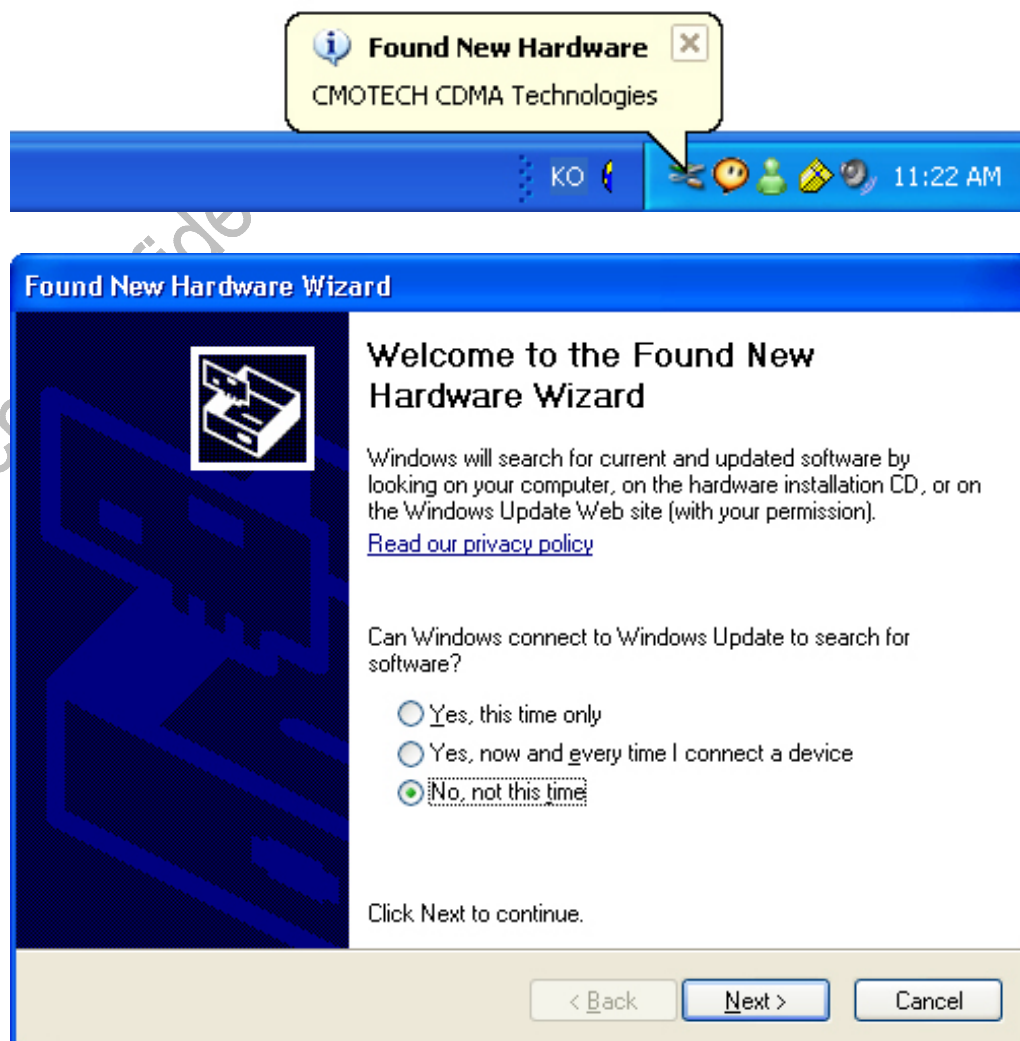 Found New Hardware
CMOTECH CDMA Technologies
KO
11:22 AM
Found New Hardware Wizard
Welcome to the Found New
Hardware Wizard
Windows will search for current and updated software by
looking on your computer, on the hardware installation CD, or on
the Windows Update Web site (with your permission).
Read our privacy policy
Can Windows connect to Windows Update to search for
software?
Yes, this time only
Yes, now and every time I connect a device
No, not this time
Click Next to continue.
< Back Next > Cancel